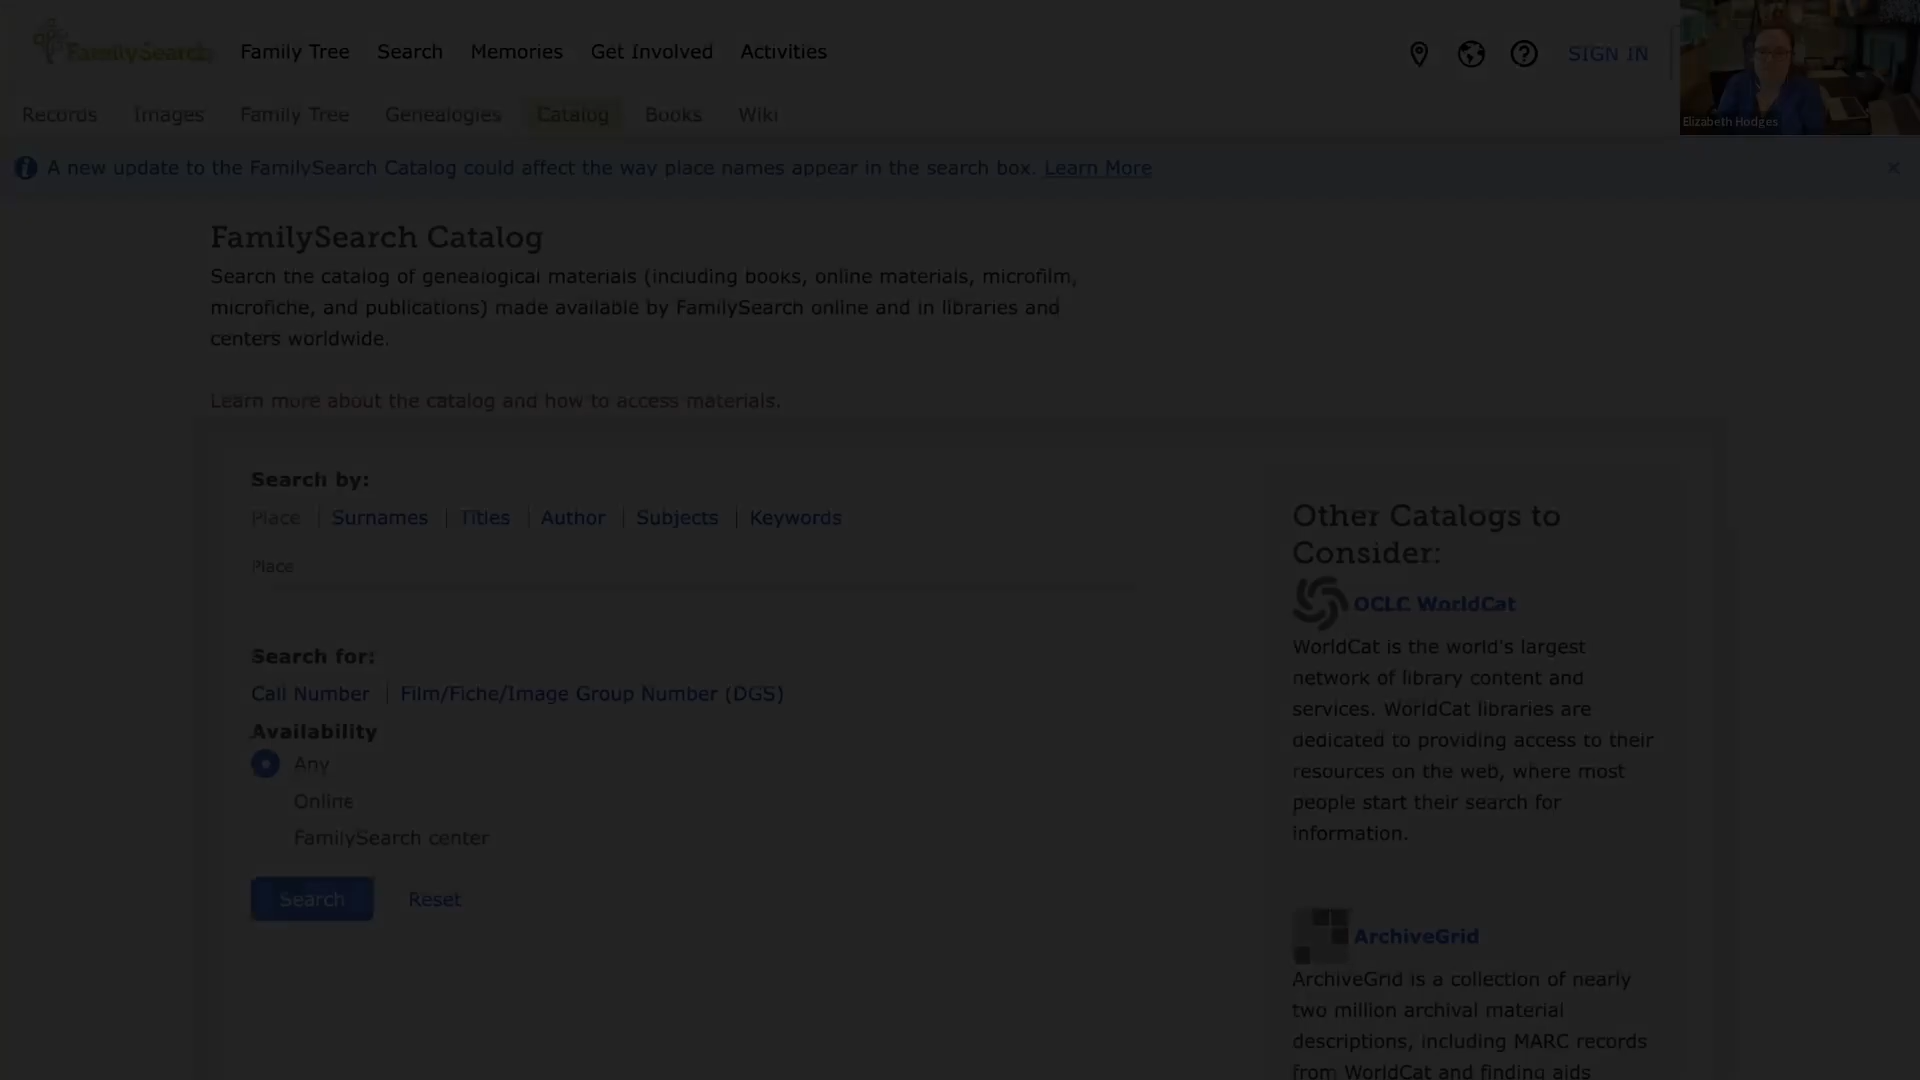 FamilySearch
Family Tree Search Memories Get Involved Activities
SIGN IN
Elizabeth Hodges
Records Images Family Tree Genealogies Catalog Books Wiki
A new update to the FamilySearch Catalog could affect the way place names appear in the search box. Learn More
FamilySearch Catalog
Search the catalog of genealogical materials (including books, online materials, microfilm,
microfiche, and publications) made available by FamilySearch online and in libraries and
centers worldwide.
Learn more about the catalog and how to access materials.
Search by:
Place Surnames Titles Author Subjects Keywords
Place
Search for:
Call Number Film/Fiche/Image Group Number (DGS)
Availability
Any
Online
FamilySearch center
Search Reset
Other Catalogs to
Consider:
OCLC WorldCat
WorldCat is the world's largest
network of library content and
services. WorldCat libraries are
dedicated to providing access to their
resources on the web, where most
people start their search for
information.
ArchiveGrid
ArchiveGrid is a collection of nearly
two million archival material
descriptions, including MARC records
from WorldCat and finding aids